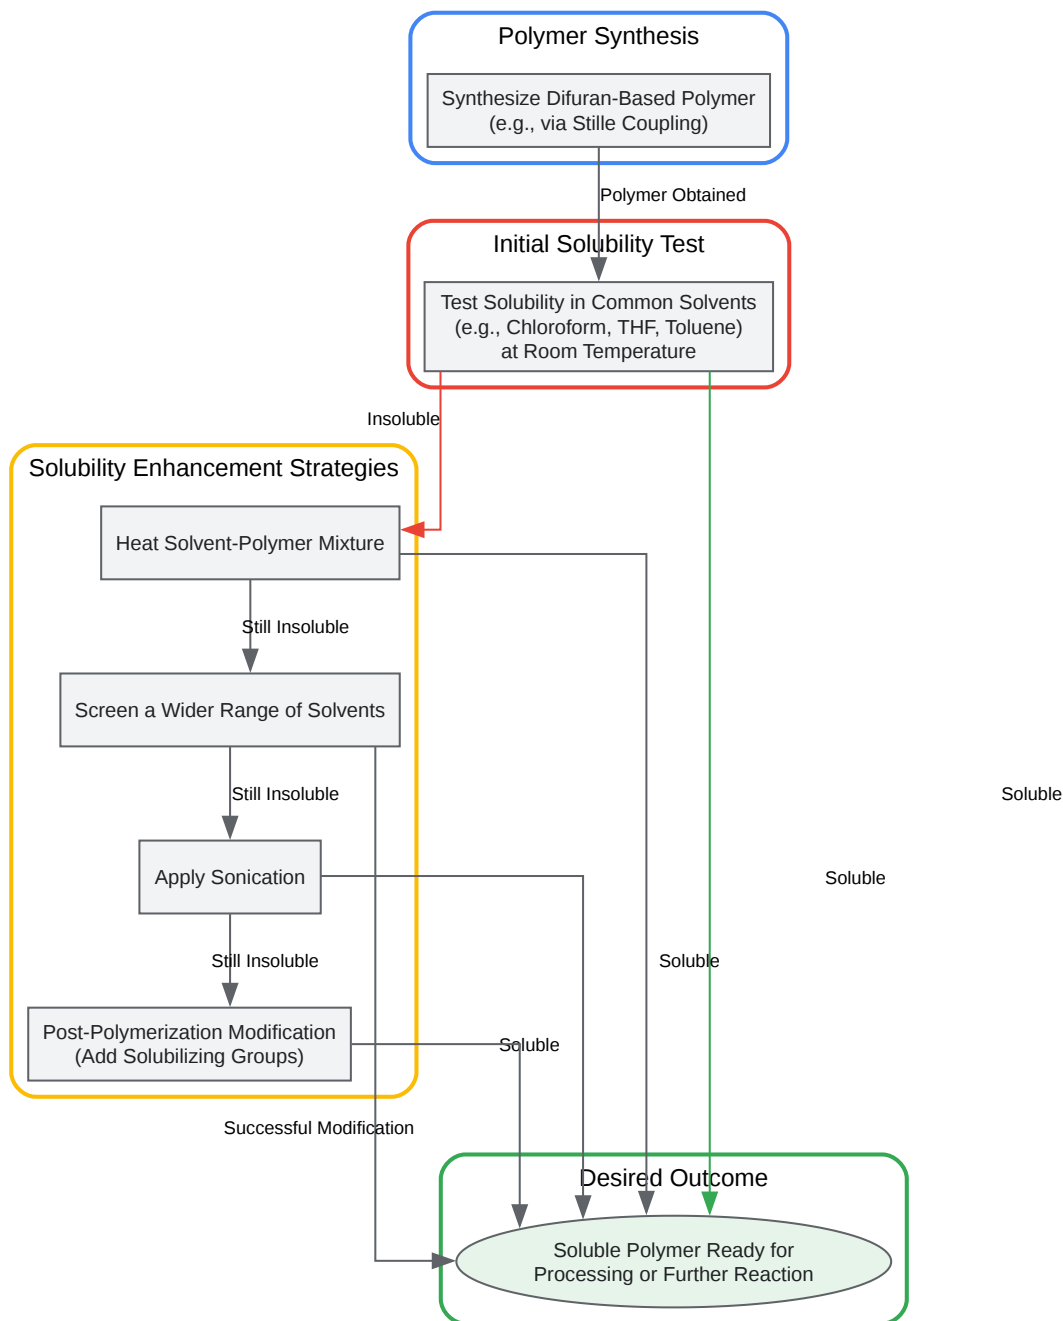 Polymer Synthesis
Synthesize Difuran-Based Polymer
(e.g., via Stille Coupling)
Polymer Obtained
Initial Solubility Test
Test Solubility in Common Solvents
(e.g., Chloroform, THF, Toluene)
at Room Temperature
Insoluble
Solubility Enhancement Strategies
Heat Solvent-Polymer Mixture
Still Insoluble
Screen a Wider Range of Solvents
Still Insoluble
Soluble
Apply Sonication
Soluble
Still Insoluble
Soluble
Post-Polymerization Modification
(Add Solubilizing Groups)
Soluble
Successful Modification
Desired Outcome
Soluble Polymer Ready for
Processing or Further Reaction